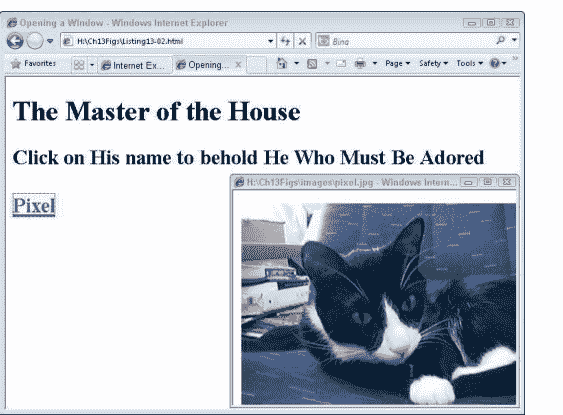 Opening a Window - Windows Internet Explorer
H:\Ch13Figs\Listing13-02.html
Bing
Favorites
Internet Ex...
Opening...
Page
Safety
Tools
The Master of the House
Click on His name to behold He Who Must Be Adored
H:\Ch13Figs\images\pixel.jpg - Windows Intern...
Pixel